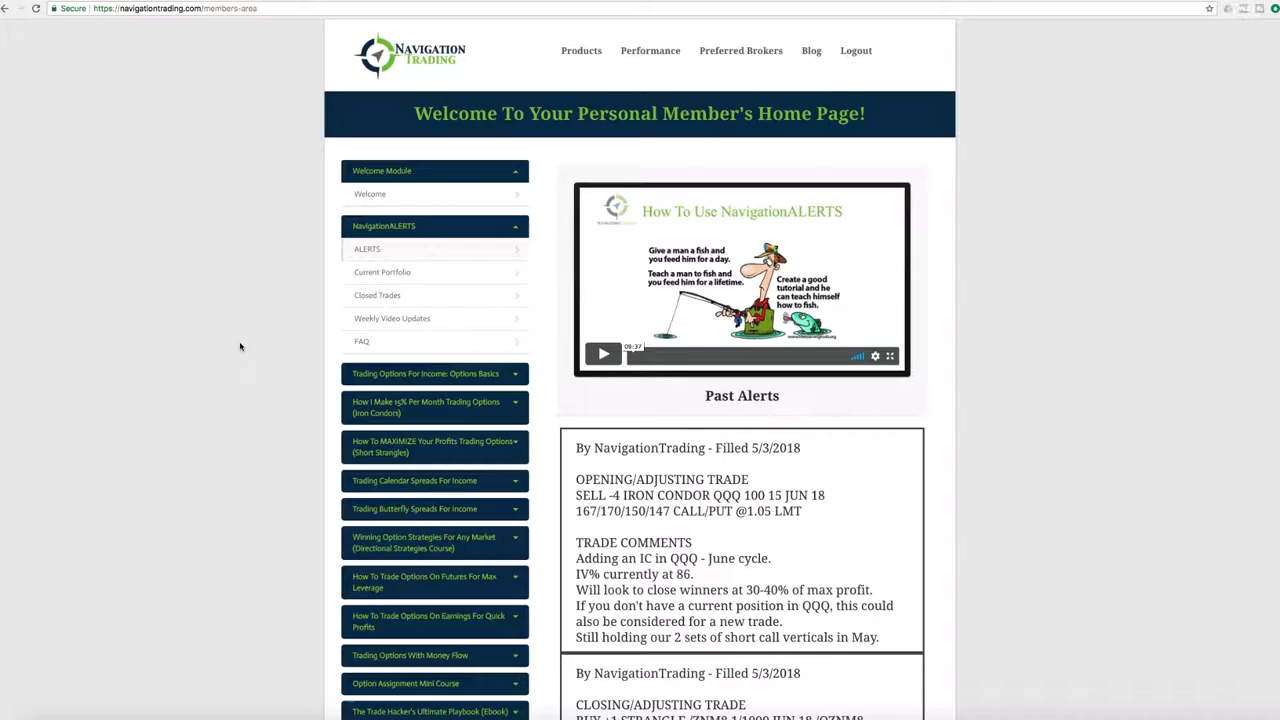 Secure
https://navigationtrading.com/members-area
NAVIGATION
TRADING
Products
Performance
Preferred Brokers
Blog
Logout
Welcome To Your Personal Member's Home Page!
Welcome Module
Welcome
NavigationALERTS
ALERTS
Current Portfolio
Closed Trades
Weekly Video Updates
FAQ
Trading Options For Income: Options Basics
How I Make 15% Per Month Trading Options
(Iron Condors)
How To MAXIMIZE Your Profits Trading Options
(Short Strangles)
Trading Calendar Spreads For Income
Trading Butterfly Spreads For Income
Winning Option Strategies For Any Market
(Directional Strategies Course)
How To Trade Options On Futures For Max
Leverage
How To Trade Options On Earnings For Quick
Profits
Trading Options With Money Flow
Option Assignment Mini Course
The Trade Hacker's Ultimate Playbook (Ebook)
How To Use NavigationALERTS
Give a man a fish and
you feed him for a day.
Teach a man to fish and
you feed him for a lifetime.
Create a good
tutorial and he
can teach himself
how to fish.
09:37
Past Alerts
By NavigationTrading - Filled 5/3/2018
OPENING/ADJUSTING TRADE
SELL -4 IRON CONDOR QQQ 100 15 JUN 18
167/170/150/147 CALL/PUT @1.05 LMT
TRADE COMMENTS
Adding an IC in QQQ - June cycle.
IV% currently at 86.
Will look to close winners at 30-40% of max profit.
If you don't have a current position in QQQ, this could
also be considered for a new trade.
Still holding our 2 sets of short call verticals in May.
By NavigationTrading - Filled 5/3/2018
CLOSING/ADJUSTING TRADE
BUY +1 STRANGLE /ZNM8 1/1000 JUN 18 /OZNM8